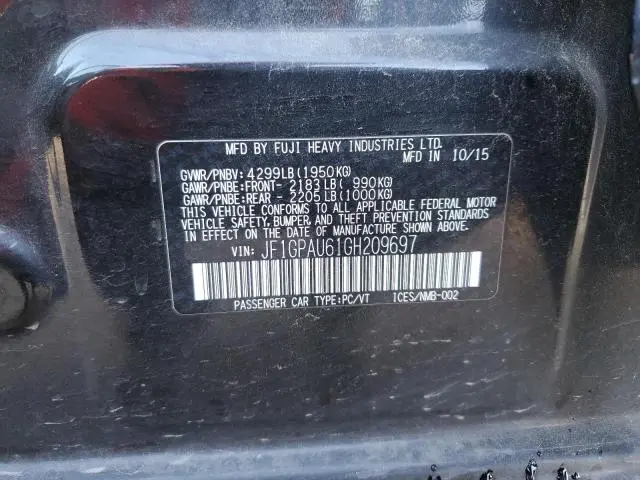 MFD BY FUJI HEAVY INDUSTRIES LTD.
MFD IN 10/15
GVWR/PNBV: 4299LB(1950KG)
GAWR/PNBE:FRONT- 2183LB( 990KG)
GAWR/PNBE:REAR - 2205LB(1000KG)
THIS VEHICLE CONFORMS TO ALL APPLICABLE FEDERAL MOTOR
VEHICLE SAFETY, BUMPER, AND THEFT PREVENTION STANDARDS
IN EFFECT ON THE DATE OF MANUFACTURE SHOWN ABOVE.
VIN: JF1GPAU61GH209697
PASSENGER CAR TYPE:PC/VT ICES/NMB-002